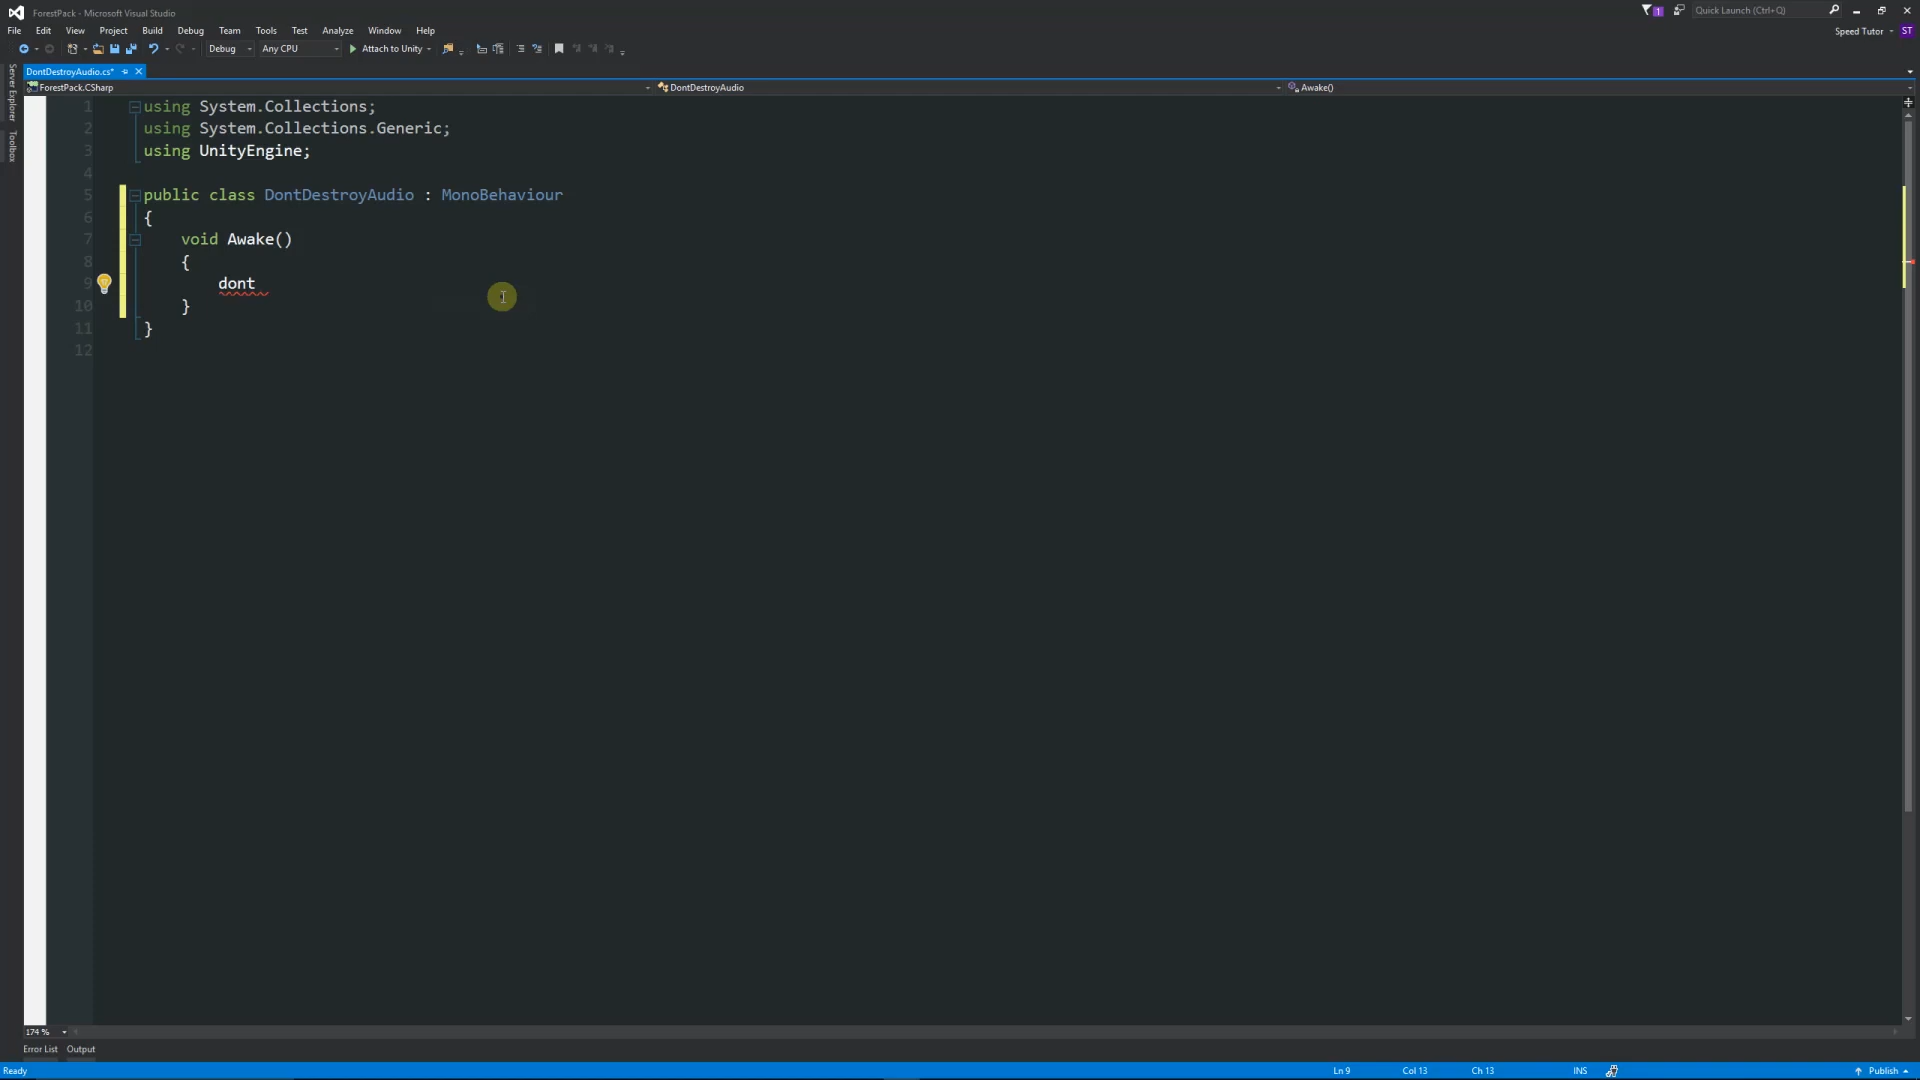 ForestPack - Microsoft Visual Studio
1
Quick Launch (Ctrl+Q)
File Edit View Project Build Debug Team Tools Test Analyze Window Help
Speed Tutor ST
Debug Any CPU Attach to Unity
DontDestroyAudio.cs*
ForestPack.CSharp DontDestroyAudio Awake()
Server Explorer
Toolbox
1 using System.Collections;
2 using System.Collections.Generic;
3 using UnityEngine;
4
5 public class DontDestroyAudio : MonoBehaviour
6 {
7 void Awake()
8 {
9 dont
10 }
11 }
12
174 %
Error List Output
Ready Ln 9 Col 13 Ch 13 INS Publish